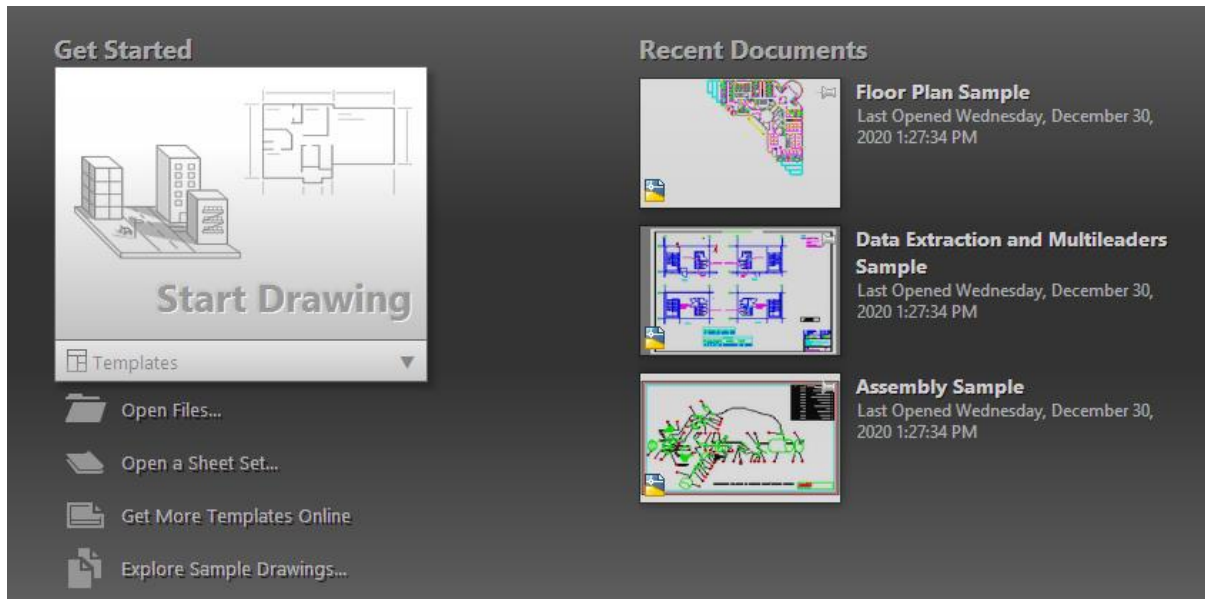 Get Started
Start Drawing
Templates
Open Files...
Open a Sheet Set...
Get More Templates Online
Explore Sample Drawings...
Recent Documents
Floor Plan Sample
Last Opened Wednesday, December 30,
2020 1:27:34 PM
Data Extraction and Multileaders
Sample
Last Opened Wednesday, December 30,
2020 1:27:34 PM
Assembly Sample
Last Opened Wednesday, December 30,
2020 1:27:34 PM